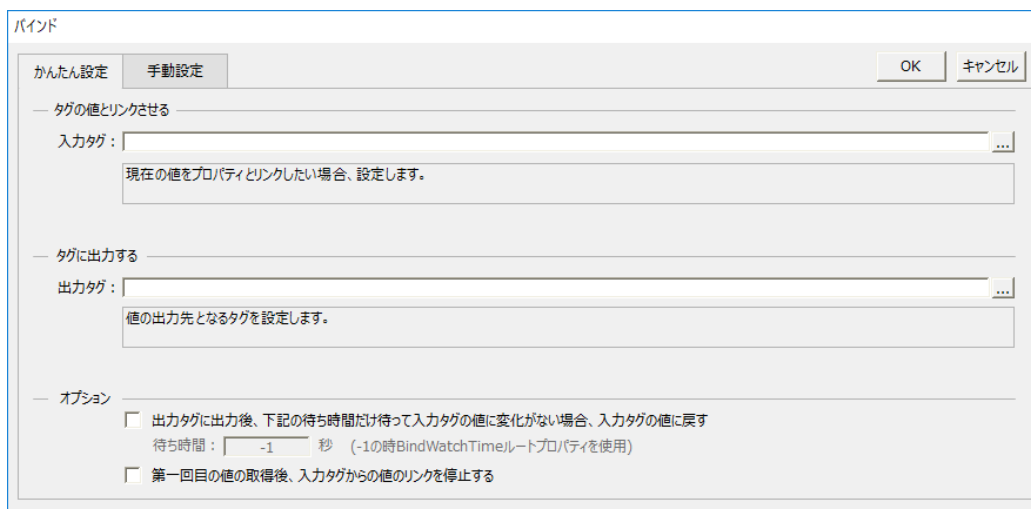 バインド
かんたん設定 手動設定 OK キャンセル
タグの値とリンクさせる
入力タグ： ...
現在の値をプロパティとリンクしたい場合、設定します。
タグに出力する
出力タグ： ...
値の出力先となるタグを設定します。
オプション
出力タグに出力後、下記の待ち時間だけ待って入力タグの値に変化がない場合、入力タグの値に戻す
待ち時間： -1 秒 (-1の時BindWatchTimeルートプロパティを使用)
第一回目の値の取得後、入力タグからの値のリンクを停止する